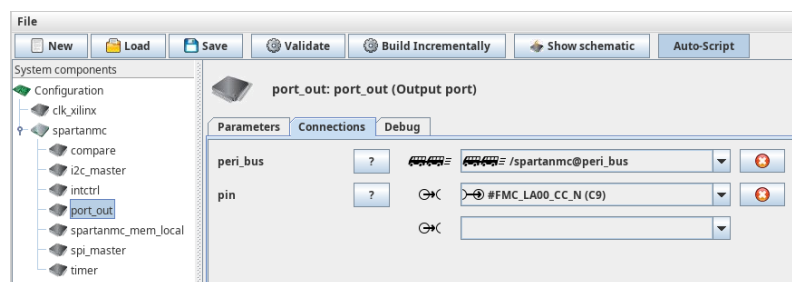 File
New Load Save Validate Build Incrementally Show schematic Auto-Script
System components
Configuration
clk_xilinx
spartanmc
compare
i2c_master
intctrl
port_out
spartanmc_mem_local
spi_master
timer
port_out: port_out (Output port)
Parameters Connections Debug
peri_bus ? /spartanmc@peri_bus
pin ? #FMC_LA00_CC_N (C9)